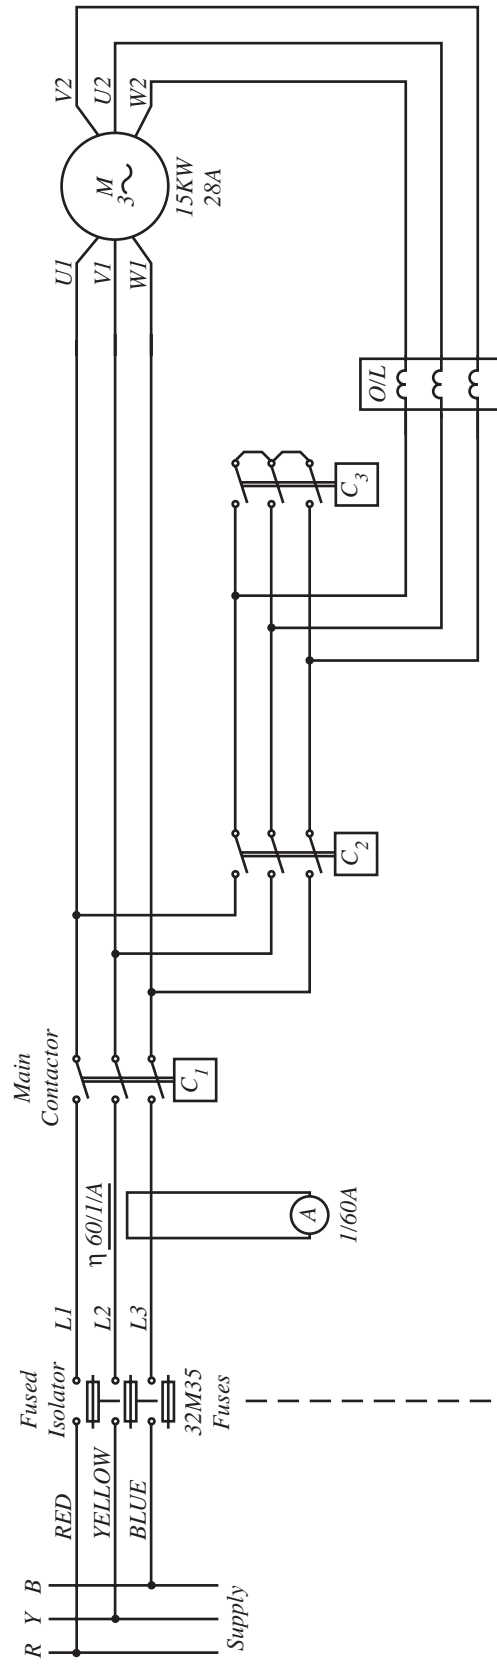 R Y B
Supply
RED
YELLOW
BLUE
Fused
Isolator
32M35
Fuses
L1
L2
L3
η 60/1/A
A
1/60A
Main
Contactor
C1
C2
C3
O/L
U1
V1
W1
M
3~
15KW
28A
V2
U2
W2